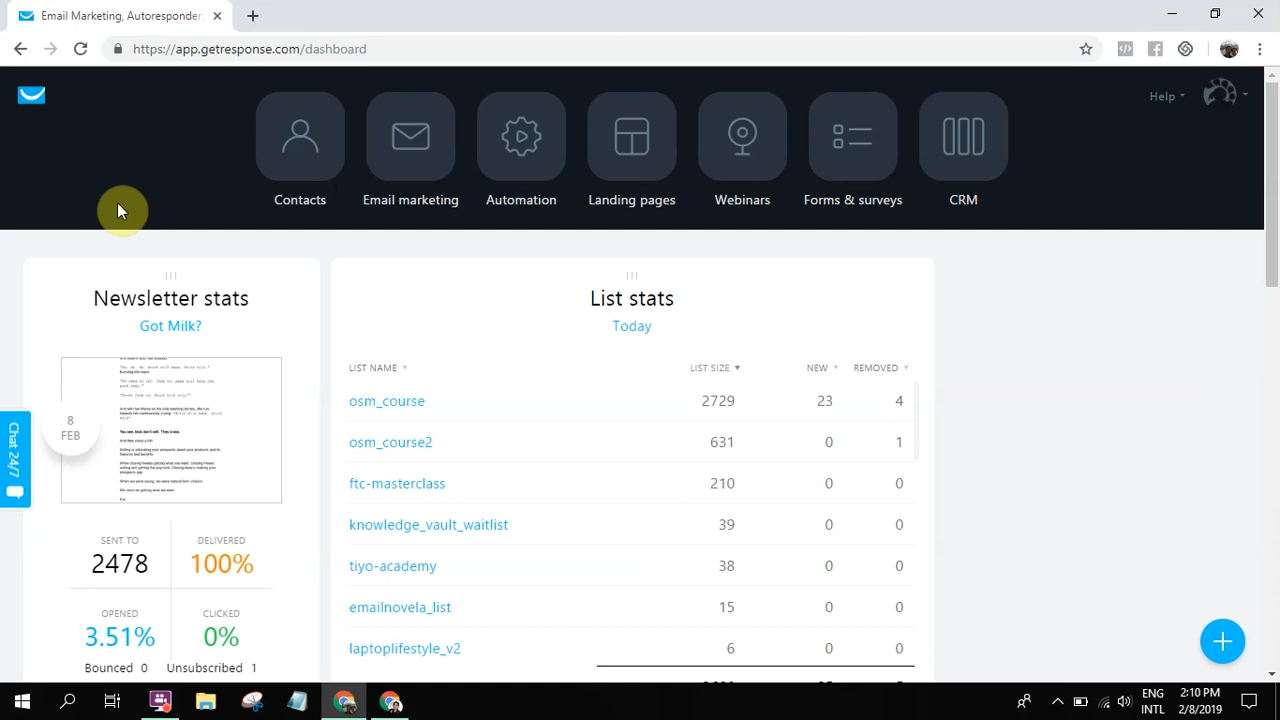 Email Marketing, Autoresponder,
https://app.getresponse.com/dashboard
Help
Contacts
Email marketing
Automation
Landing pages
Webinars
Forms & surveys
CRM
Newsletter stats
Got Milk?
8
FEB
SENT TO
2478
DELIVERED
100%
OPENED
3.51%
CLICKED
0%
Bounced 0
Unsubscribed 1
List stats
Today
LIST NAME LIST SIZE NEW REMOVED
osm_course 2729 23 4
osm_course2 631 0 1
ftc-masterclass 210 0 0
knowledge_vault_waitlist 39 0 0
tiyo-academy 38 0 0
emailnovela_list 15 0 0
laptoplifestyle_v2 6 0 0
Chat 24/7
ENG
INTL
2:10 PM
2/8/2019